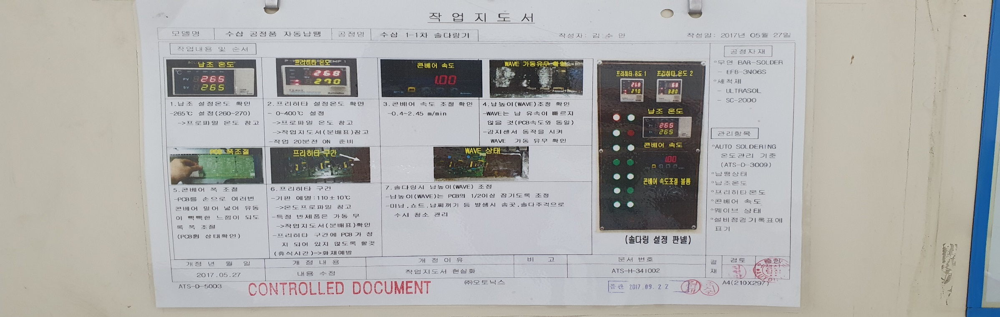 작 업 지 도 서
모델명 수삽 공정품 자동납땜 공정명 수삽 1-1차 솔다링기 작성자: 김 수 만 작성일: 2017년 05월 27일
작업내용 및 순서
납조 온도
PV 265
SV 265
1.납조 설정온도 확인
-265℃ 설정(260~270)
->프로파일 온도 참고
프리히타 온도
268
270
2.프리히타 설정온도 확인
- 0~400℃ 설정
->프로파일 온도 참고
->작업지도서(분배표)참고
-작업 20분전 ON 준비
콘베어 속도
1.00
3.콘베어 속도 조절 확인
-0.4~2.45 m/min
WAVE 가동유무 확인
4.납높이(WAVE)조정 확인
-WAVE는 납 유속이 빠르지
않을 것(PCB속도와 동일)
-감지센서 동작을 시켜
WAVE 가동 유무 확인
PCB 폭조절
5.콘베어 폭 조절
-PCB를 손으로 여러번
콘베어 밀어 넣어 유동
이 뻑뻑한 느낌이 되도
록 폭 조절
(PCB휨 상태확인)
프리히타 구간
6.프리히타 구간
-기판 예열:110±10℃
->온도프로파일 참고
-특정 반제품은 가동 무
->작업지도서(분배표)확인
-프리히타 구간에 PCB가 정
지 되어 있지 않도록 할것
(휴식시간)=>화재예방
WAVE 상태
7.솔다링시 납높이(WAVE) 조정
-납높이(WAVE)는 PCB의 1/2이상 잠기도록 조정
-미납,쇼트,납찌꺼기 등 발생시 송곳,솔다주걱으로
수시 청소 관리
프리히타 온도 1 프리히타 온도 2
268 68
270 320
납조 온도
265
265
콘베어 속도
1.00
콘베어 속도조절 볼륨
(솔다링 설정 판넬)
공정자재
°무연 BAR-SOLDER
- EFB-3N06S
°세척제
- ULTRASOL
- SC-2000
관리항목
°AUTO SOLDERING
온도관리 기준
(ATS-D-3009)
°납땜상태
°납조온도
°프리히타온도
°콘베어 속도
°웨이브 상태
°설비점검기록표에
표기
개정 년 월 일 개 정 내 용 개 정 이 유 비 고 문서 번호 결재 검토 승인
2017.05.27 내용 수정 작업지도서 현실화 ATS-H-341002
ATS-D-5003 CONTROLLED DOCUMENT ㈜오토닉스 품관 2017.09.22 A4(210X297)